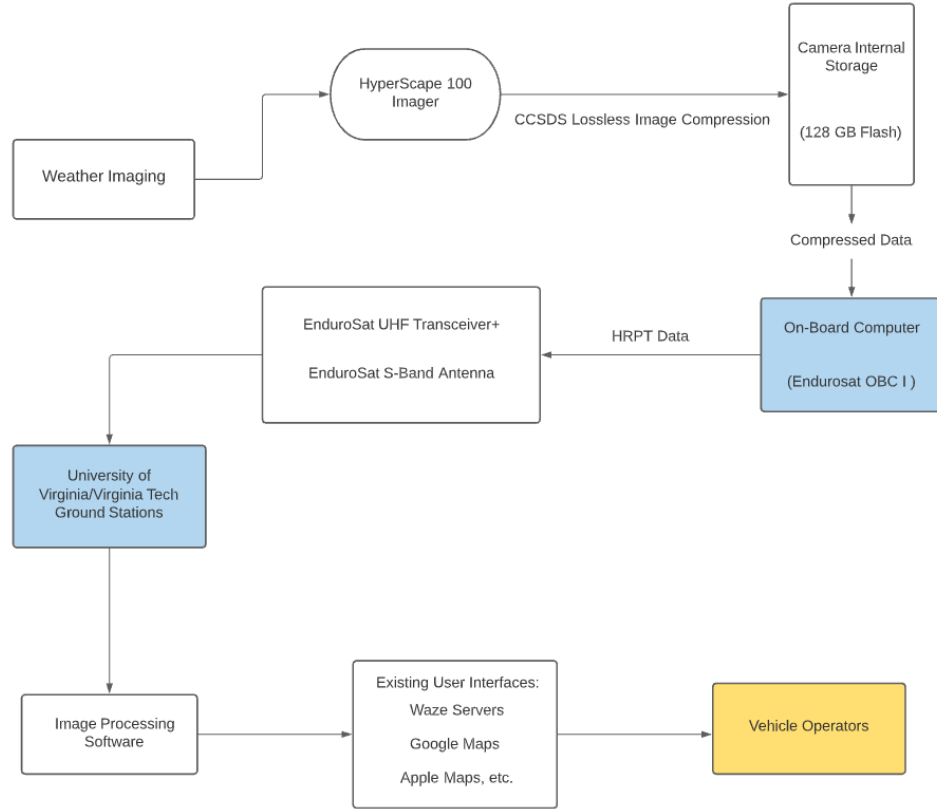 Weather Imaging
HyperScape 100
Imager
CCSDS Lossless Image Compression
Camera Internal
Storage
(128 GB Flash)
Compressed Data
On-Board Computer
(Endurosat OBC I )
HRPT Data
EnduroSat UHF Transceiver+
EnduroSat S-Band Antenna
University of
Virginia/Virginia Tech
Ground Stations
Image Processing
Software
Existing User Interfaces:
Waze Servers
Google Maps
Apple Maps, etc.
Vehicle Operators